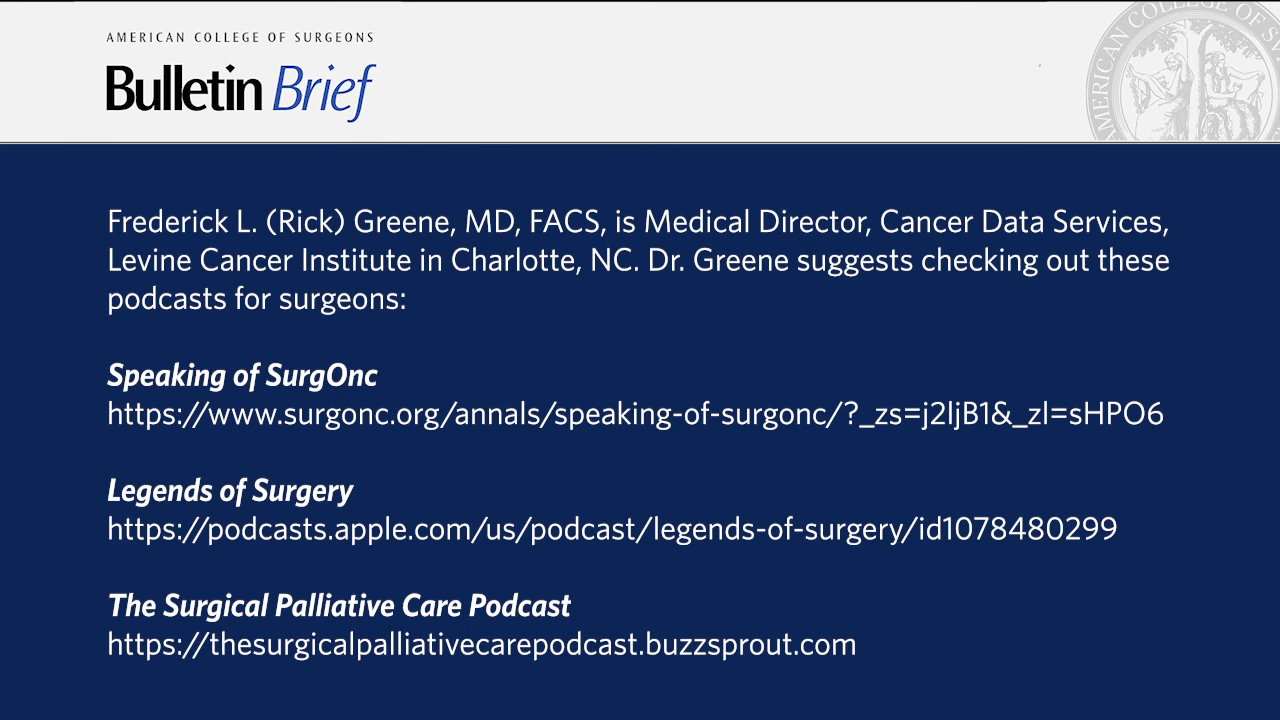 AMERICAN COLLEGE OF SURGEONS
Bulletin Brief
AMERICAN COLLEGE OF
Frederick L. (Rick) Greene, MD, FACS, is Medical Director, Cancer Data Services,
Levine Cancer Institute in Charlotte, NC. Dr. Greene suggests checking out these
podcasts for surgeons:
Speaking of SurgOnc
https://www.surgonc.org/annals/speaking-of-surgonc/?_zs=j2ljB1&_zl=sHPO6
Legends of Surgery
https://podcasts.apple.com/us/podcast/legends-of-surgery/id1078480299
The Surgical Palliative Care Podcast
https://thesurgicalpalliativecarepodcast.buzzsprout.com